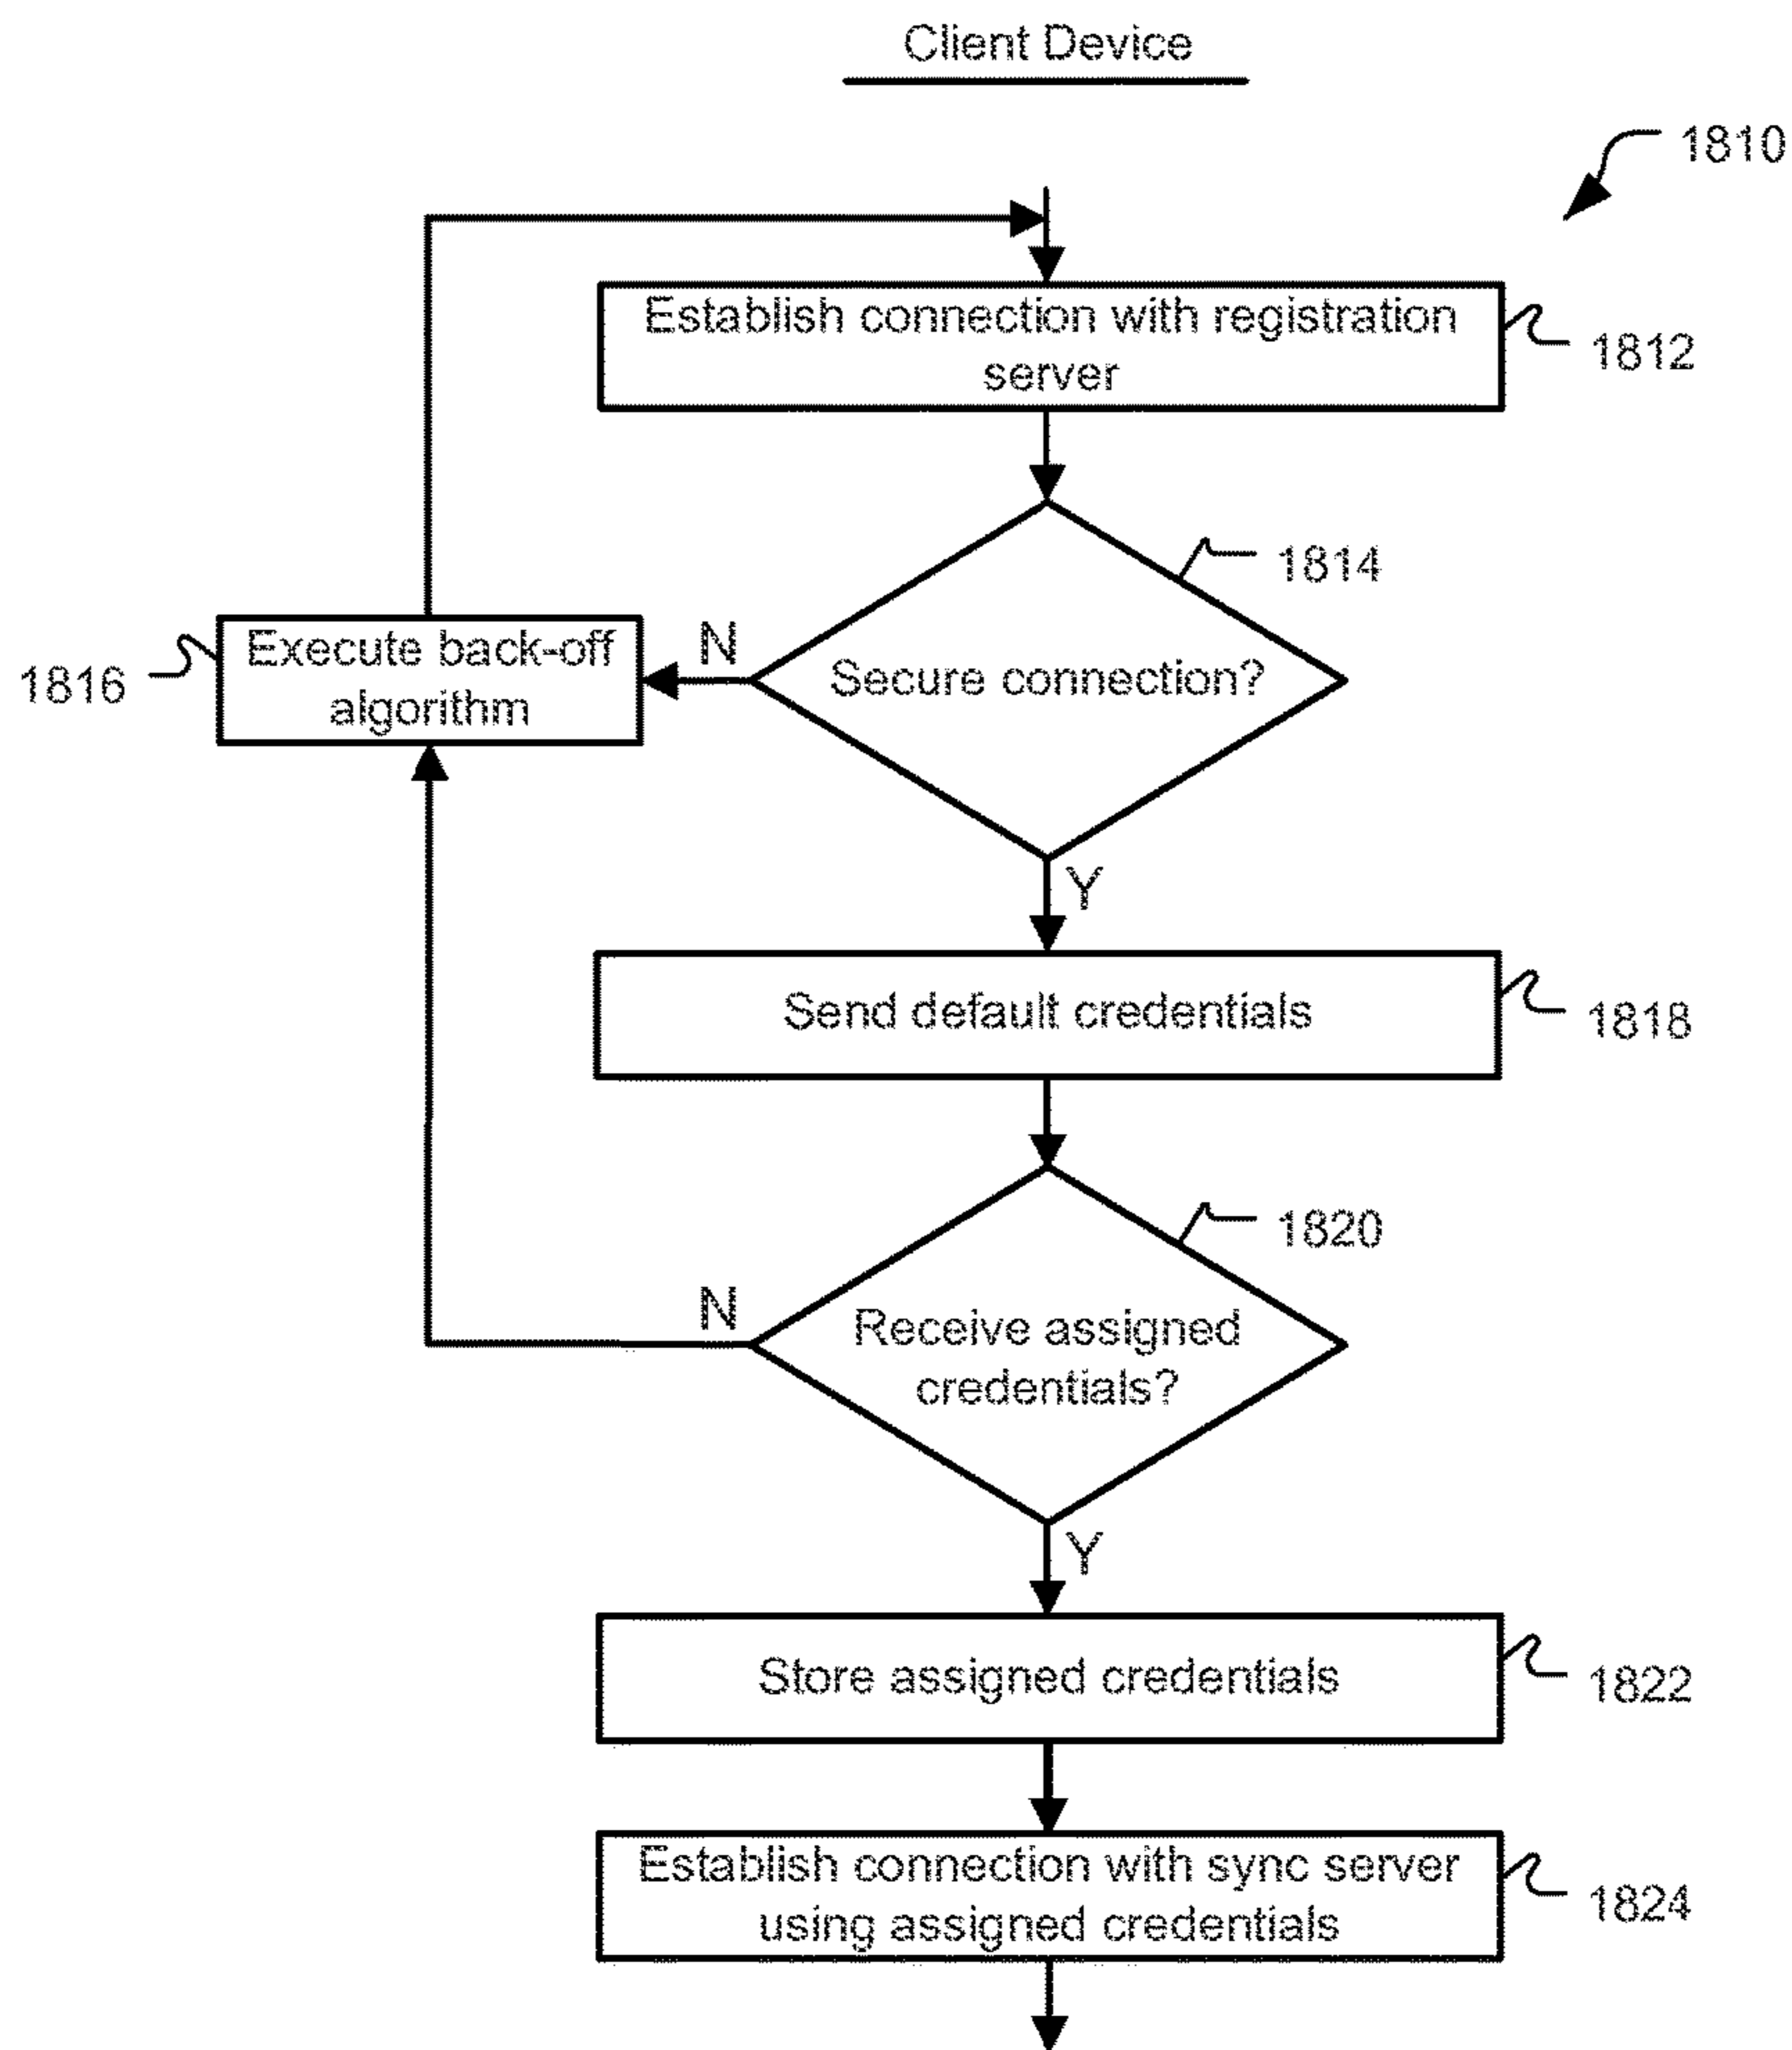 Client Device
1810
Establish connection with registration
server
1812
1814
Secure connection?
N
Execute back-off
algorithm
1816
Y
Send default credentials
1818
1820
Receive assigned
credentials?
N
Y
Store assigned credentials
1822
Establish connection with sync server
using assigned credentials
1824